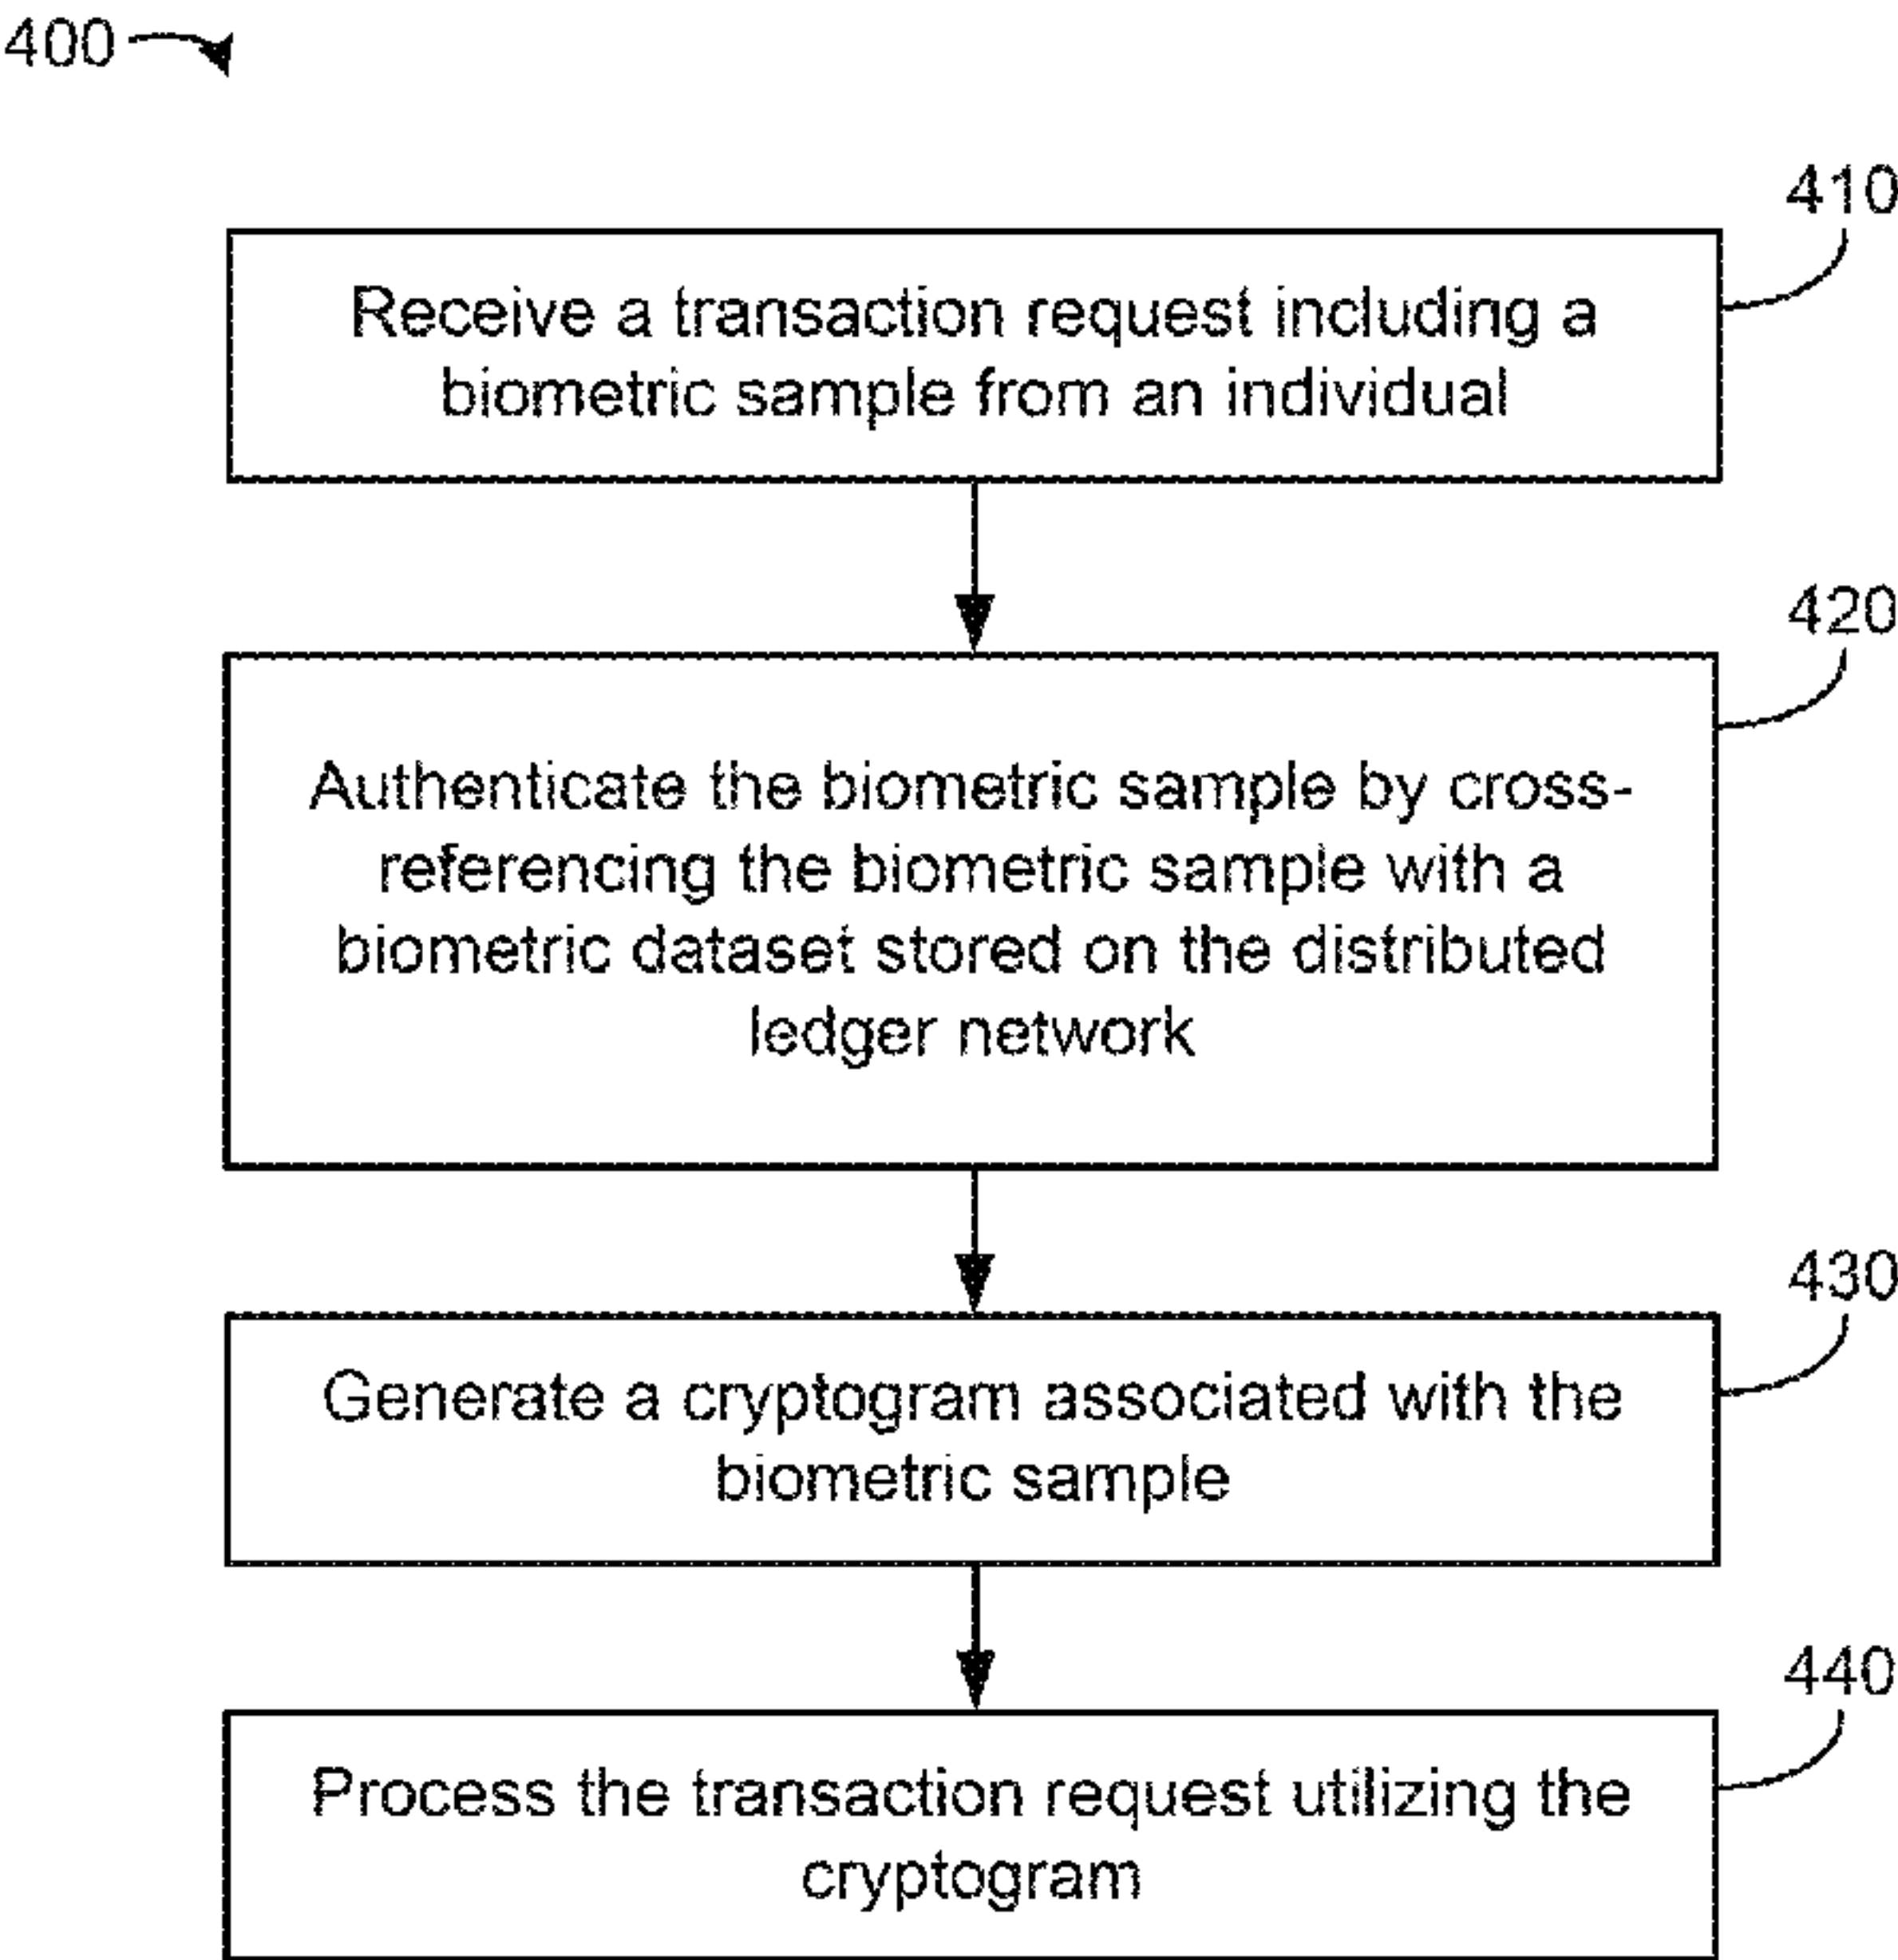 400
410
Receive a transaction request including a
biometric sample from an individual
420
Authenticate the biometric sample by cross-
referencing the biometric sample with a
biometric dataset stored on the distributed
ledger network
430
Generate a cryptogram associated with the
biometric sample
440
Process the transaction request utilizing the
cryptogram